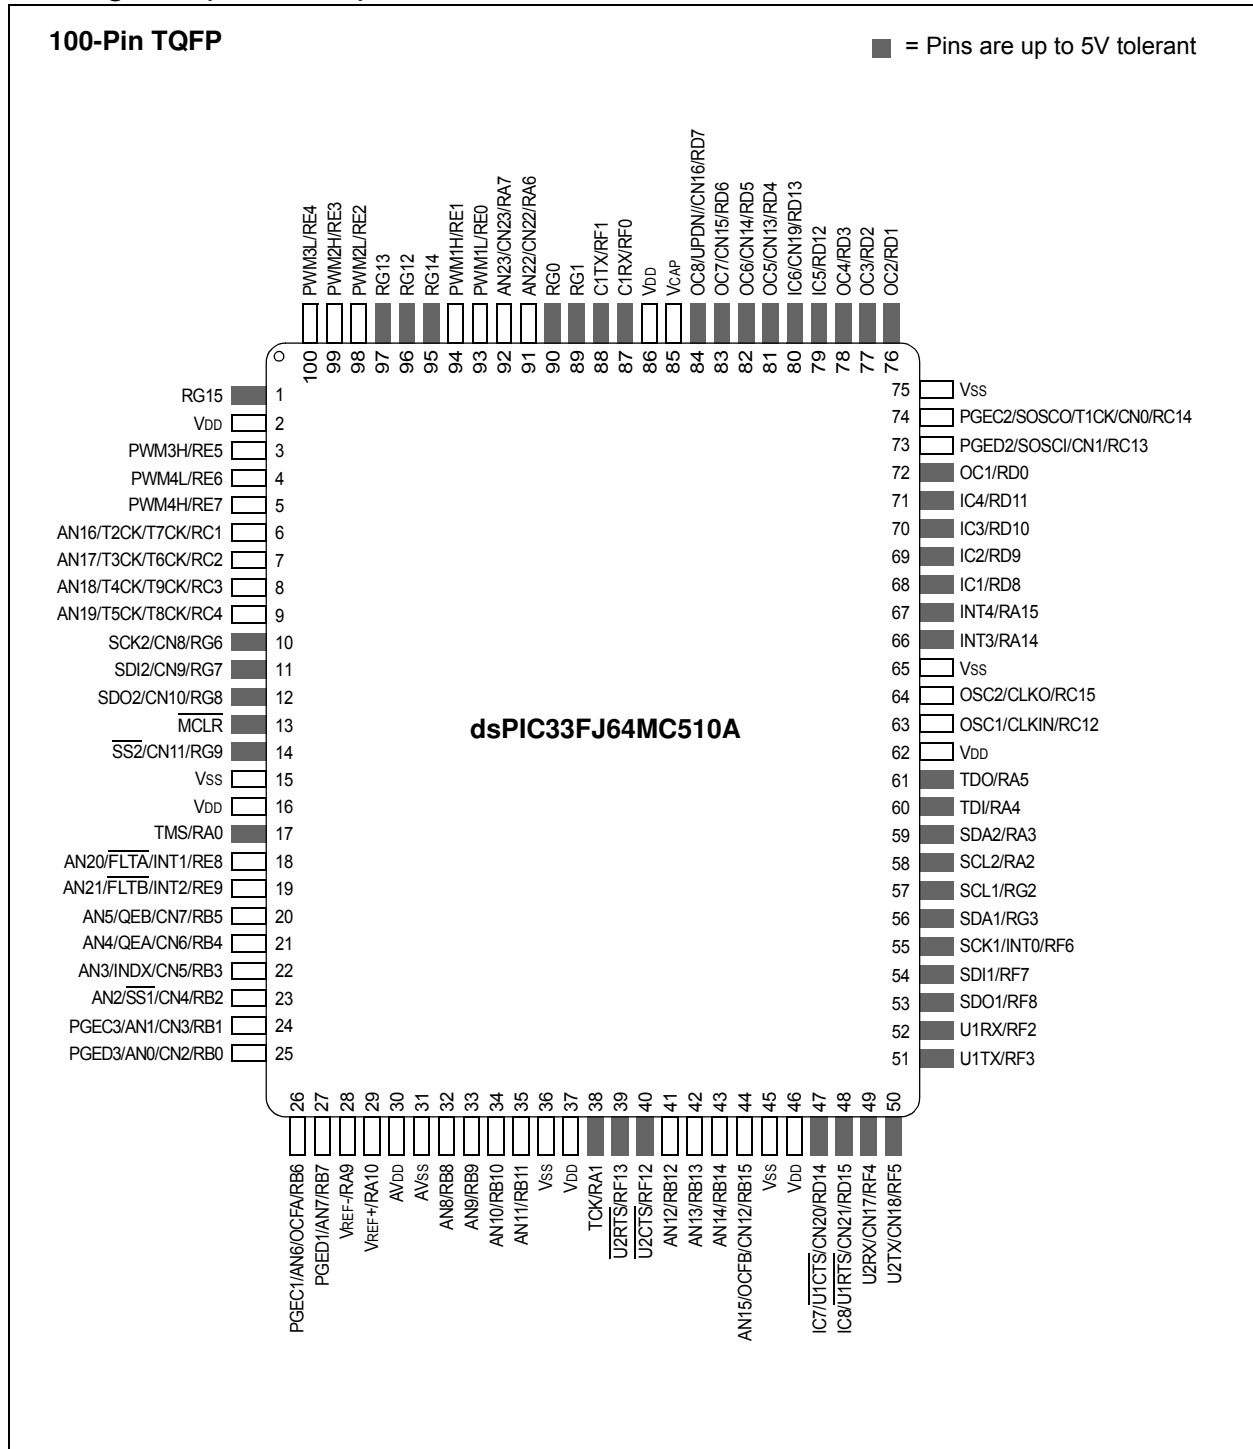 100-Pin TQFP
= Pins are up to 5V tolerant
PWM3L/RE4
PWM2H/RE3
PWM2L/RE2
RG13
RG12
RG14
PWM1H/RE1
PWM1L/RE0
AN23/CN23/RA7
AN22/CN22/RA6
RG0
RG1
C1TX/RF1
C1RX/RF0
VDD
VCAP
OC8/UPDN//CN16/RD7
OC7/CN15/RD6
OC6/CN14/RD5
OC5/CN13/RD4
IC6/CN19/RD13
IC5/RD12
OC4/RD3
OC3/RD2
OC2/RD1
100
99
98
97
96
95
94
93
92
91
90
89
88
87
86
85
84
83
82
81
80
79
78
77
76
RG15 1
VDD 2
PWM3H/RE5 3
PWM4L/RE6 4
PWM4H/RE7 5
AN16/T2CK/T7CK/RC1 6
AN17/T3CK/T6CK/RC2 7
AN18/T4CK/T9CK/RC3 8
AN19/T5CK/T8CK/RC4 9
SCK2/CN8/RG6 10
SDI2/CN9/RG7 11
SDO2/CN10/RG8 12
MCLR 13
SS2/CN11/RG9 14
VSS 15
VDD 16
TMS/RA0 17
AN20/FLTA/INT1/RE8 18
AN21/FLTB/INT2/RE9 19
AN5/QEB/CN7/RB5 20
AN4/QEA/CN6/RB4 21
AN3/INDX/CN5/RB3 22
AN2/SS1/CN4/RB2 23
PGEC3/AN1/CN3/RB1 24
PGED3/AN0/CN2/RB0 25
dsPIC33FJ64MC510A
75 VSS
74 PGEC2/SOSCO/T1CK/CN0/RC14
73 PGED2/SOSCI/CN1/RC13
72 OC1/RD0
71 IC4/RD11
70 IC3/RD10
69 IC2/RD9
68 IC1/RD8
67 INT4/RA15
66 INT3/RA14
65 VSS
64 OSC2/CLKO/RC15
63 OSC1/CLKIN/RC12
62 VDD
61 TDO/RA5
60 TDI/RA4
59 SDA2/RA3
58 SCL2/RA2
57 SCL1/RG2
56 SDA1/RG3
55 SCK1/INT0/RF6
54 SDI1/RF7
53 SDO1/RF8
52 U1RX/RF2
51 U1TX/RF3
26
27
28
29
30
31
32
33
34
35
36
37
38
39
40
41
42
43
44
45
46
47
48
49
50
PGEC1/AN6/OCFA/RB6
PGED1/AN7/RB7
VREF-/RA9
VREF+/RA10
AVDD
AVSS
AN8/RB8
AN9/RB9
AN10/RB10
AN11/RB11
VSS
VDD
TCK/RA1
U2RTS/RF13
U2CTS/RF12
AN12/RB12
AN13/RB13
AN14/RB14
AN15/OCFB/CN12/RB15
VSS
VDD
IC7/U1CTS/CN20/RD14
IC8/U1RTS/CN21/RD15
U2RX/CN17/RF4
U2TX/CN18/RF5